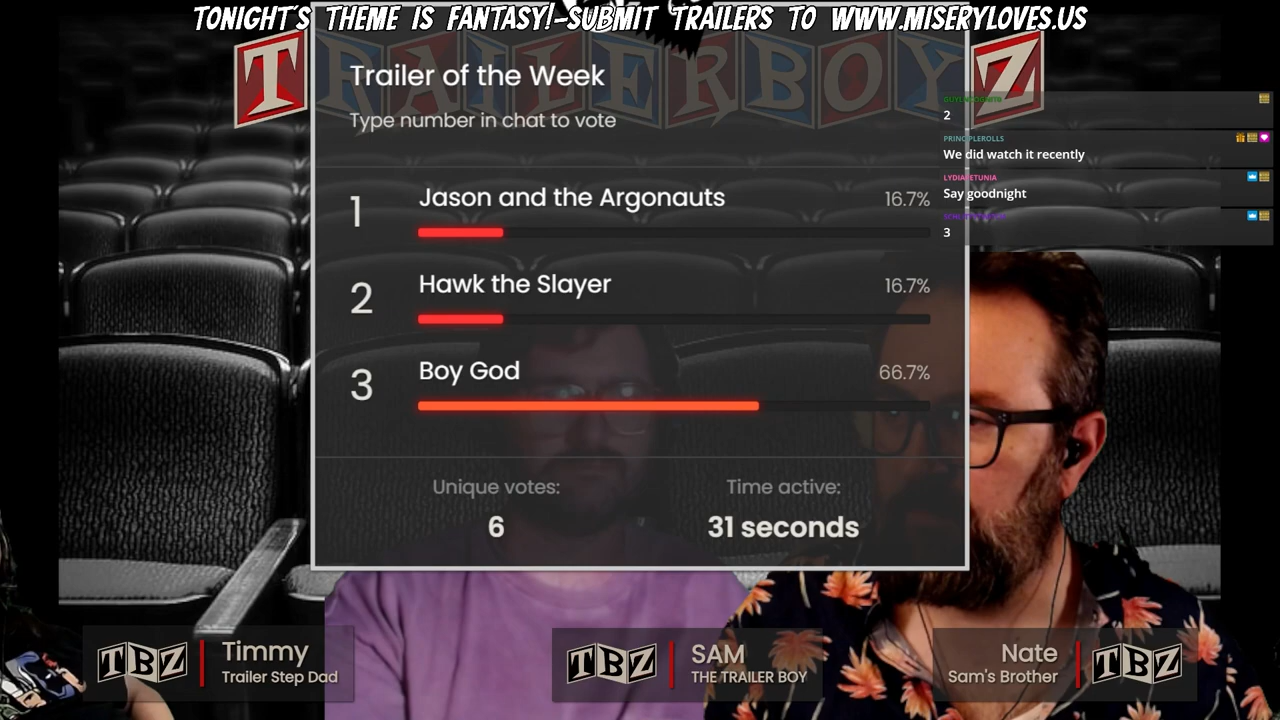 TONIGHT'S THEME IS FANTASY!-SUBMIT TRAILERS TO WWW.MISERYLOVES.US
TRAILERBOYZ
Trailer of the Week
Type number in chat to vote
1
Jason and the Argonauts
16.7%
2
Hawk the Slayer
16.7%
3
Boy God
66.7%
Unique votes:
6
Time active:
31 seconds
2
PRINCIPLEROLLS
We did watch it recently
LYDIAPETUNIA
Say goodnight
3
TBZ
Timmy
Trailer Step Dad
TBZ
SAM
THE TRAILER BOY
Nate
Sam's Brother
TBZ